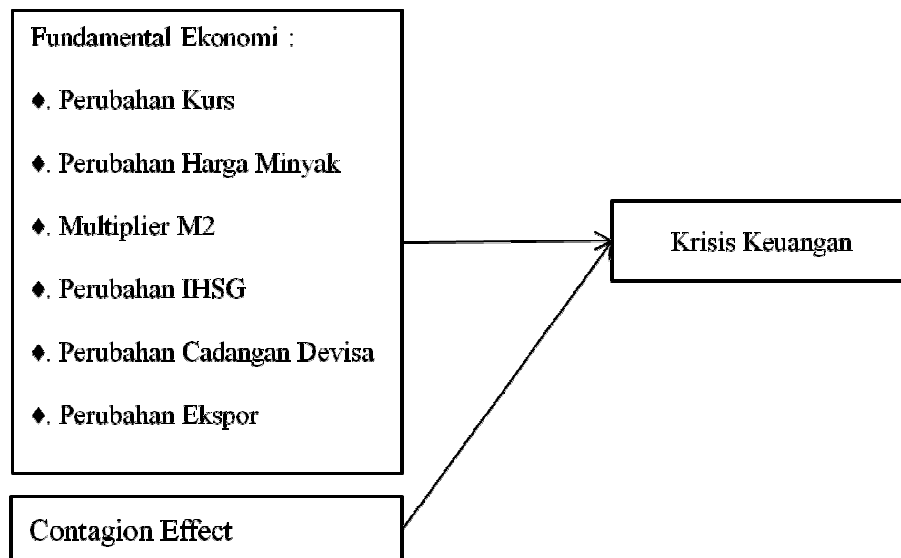 Fundamental Ekonomi :
♦. Perubahan Kurs
♦. Perubahan Harga Minyak
♦. Multiplier M2
♦. Perubahan IHSG
♦. Perubahan Cadangan Devisa
♦. Perubahan Ekspor
Krisis Keuangan
Contagion Effect